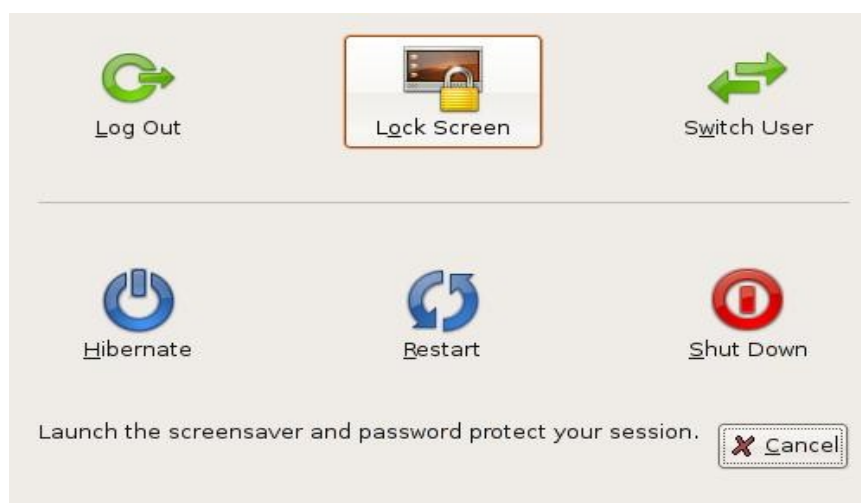 Log Out
Lock Screen
Switch User
Hibernate
Restart
Shut Down
Launch the screensaver and password protect your session.
Cancel